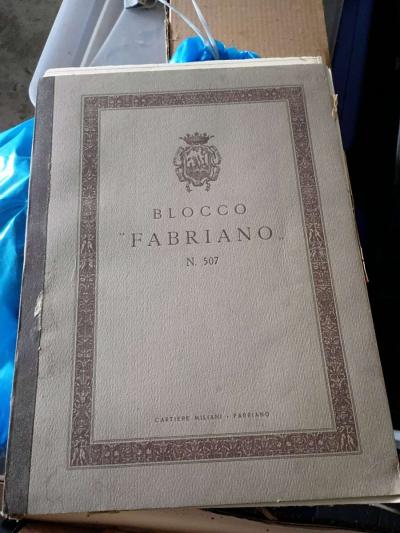 BLOCCO
"FABRIANO„
N. 507
CARTIERE MILIANI - FABRIANO